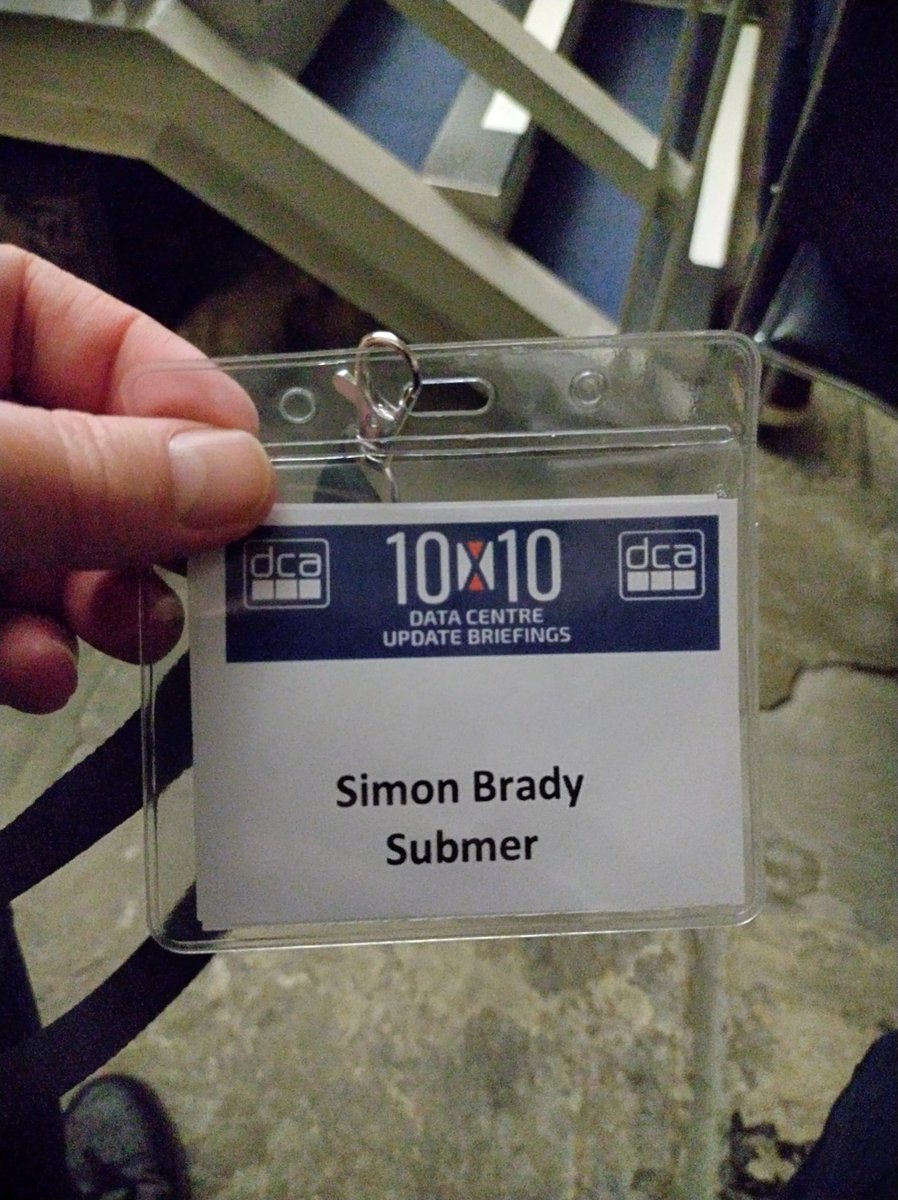 dca
10x10
dca
DATA CENTRE
UPDATE BRIEFINGS
Simon Brady
Submer